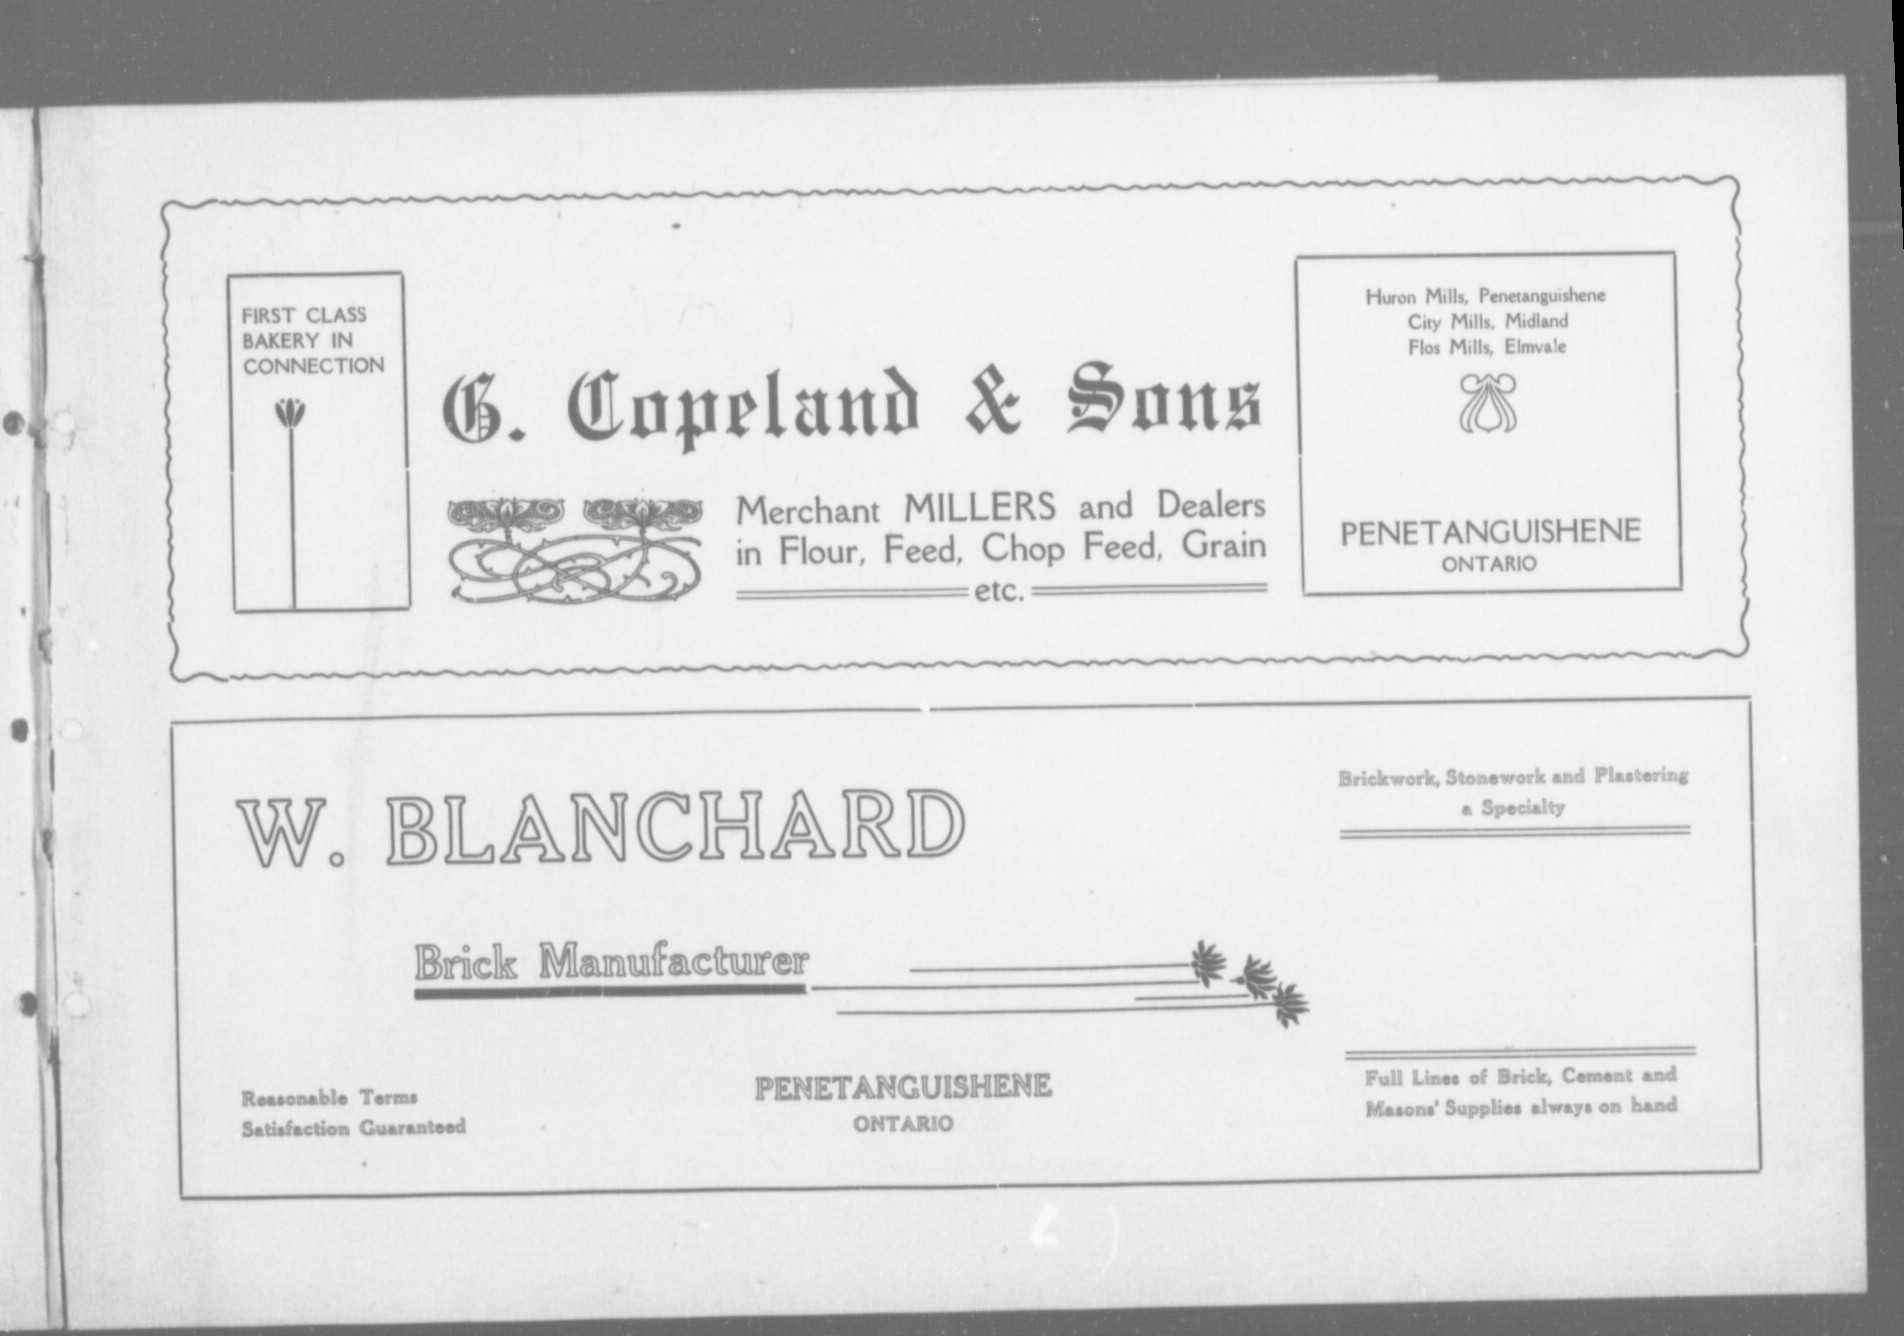 FIRST CLASS
BAKERY IN
CONNECTION
G. Copeland & Sons
Merchant MILLERS and Dealers
in Flour, Feed, Chop Feed, Grain
etc.
Huron Mills, Penetanguishene
City Mills, Midland
Flos Mills, Elmvale
PENETANGUISHENE
ONTARIO
W. BLANCHARD
Brick Manufacturer
Brickwork, Stonework and Plastering
a Specialty
Reasonable Terms
Satisfaction Guaranteed
PENETANGUISHENE
ONTARIO
Full Lines of Brick, Cement and
Masons' Supplies always on hand